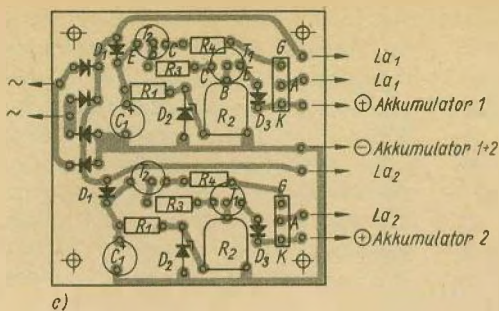 D₁ T₂ R₄ T₁ G
E B C
R₃ C E A
R₁ B
C₁ D₂ R₂ D₃ K
La₁
La₁
~
⊕ Akkumulator 1
~
⊖ Akkumulator 1+2
La₂
T₂
D₁ R₄ G
R₃ T₁ A
La₂
R₁
C₁ D₂ R₂ D₃ K
⊕ Akkumulator 2
c)